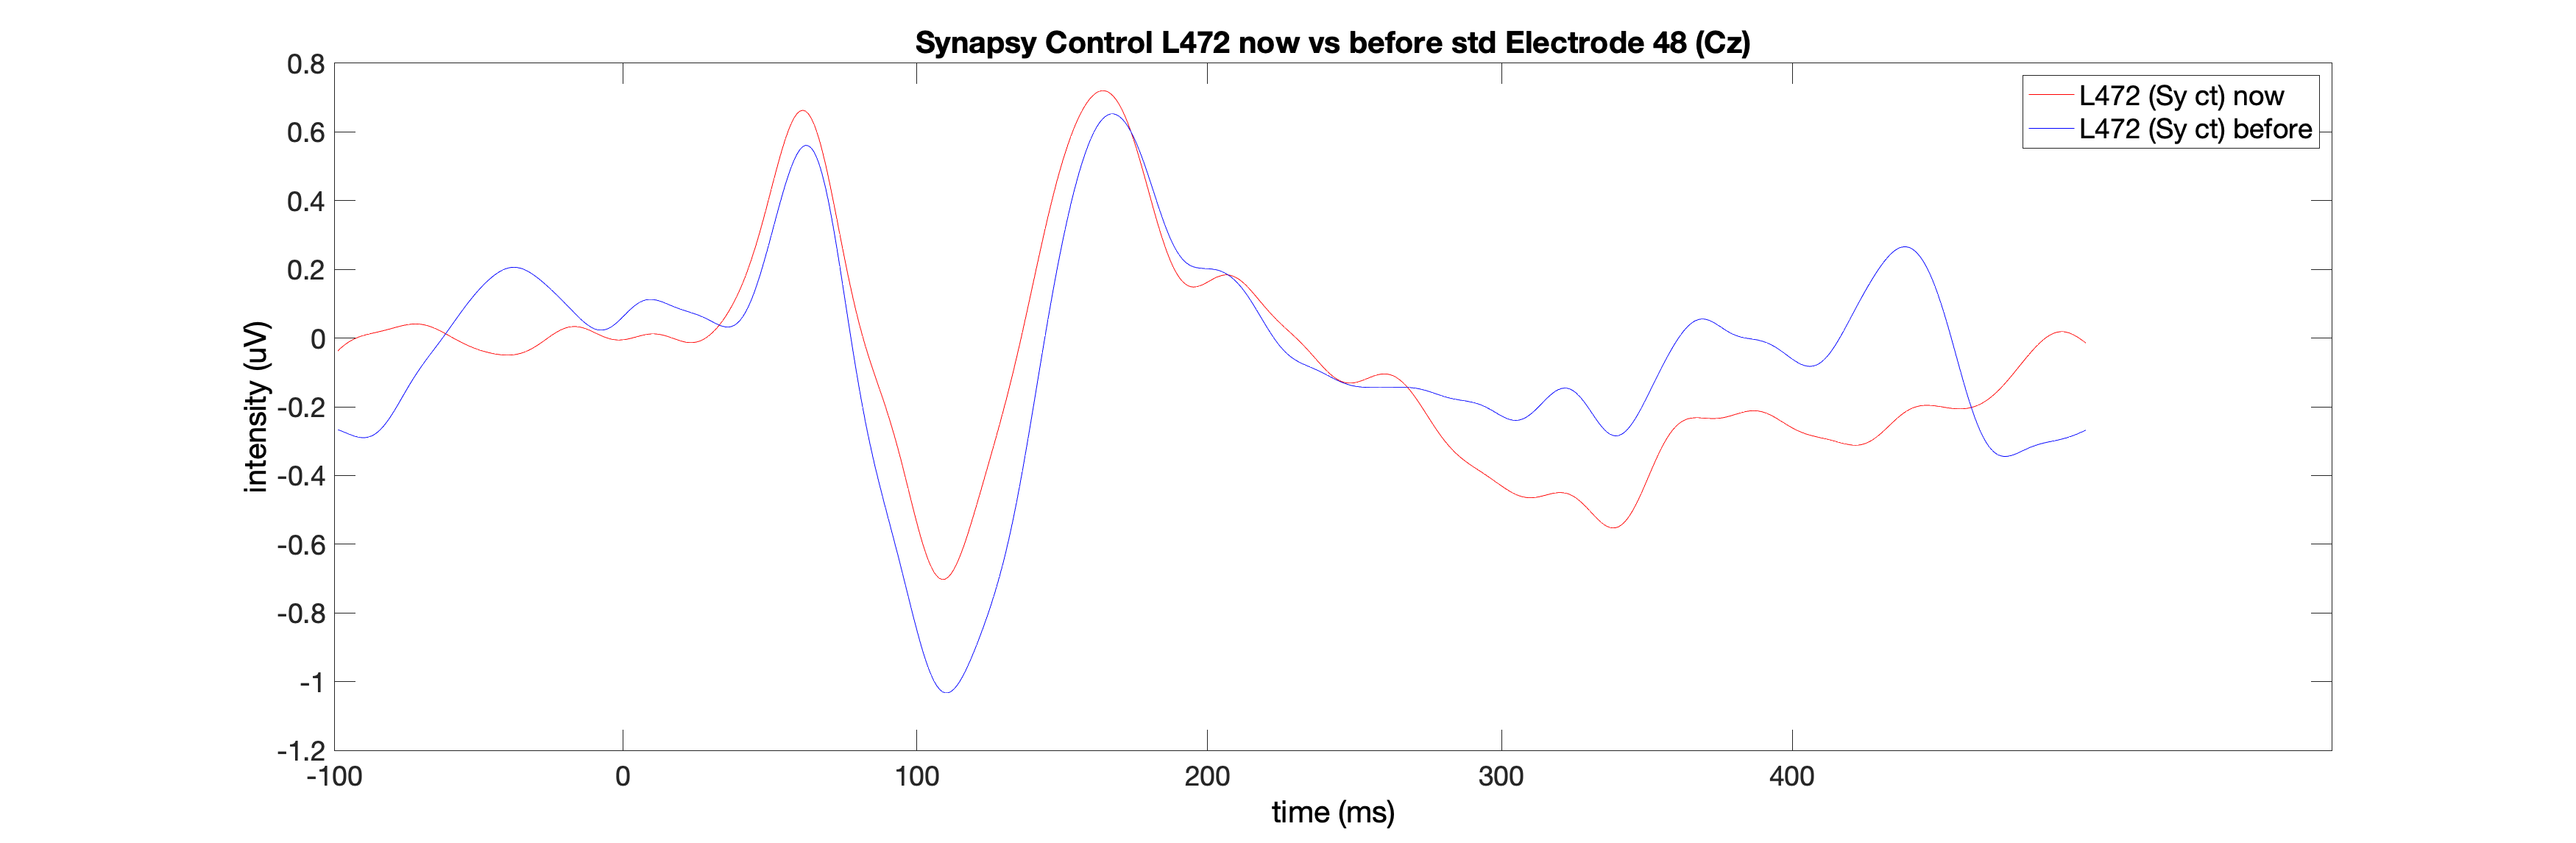 Synapsy Control L472 now vs before std Electrode 48 (Cz)
L472 (Sy ct) now
L472 (Sy ct) before
0.8
0.6
0.4
0.2
0
-0.2
-0.4
-0.6
-0.8
-1
-1.2
intensity (uV)
-100 0 100 200 300 400
time (ms)